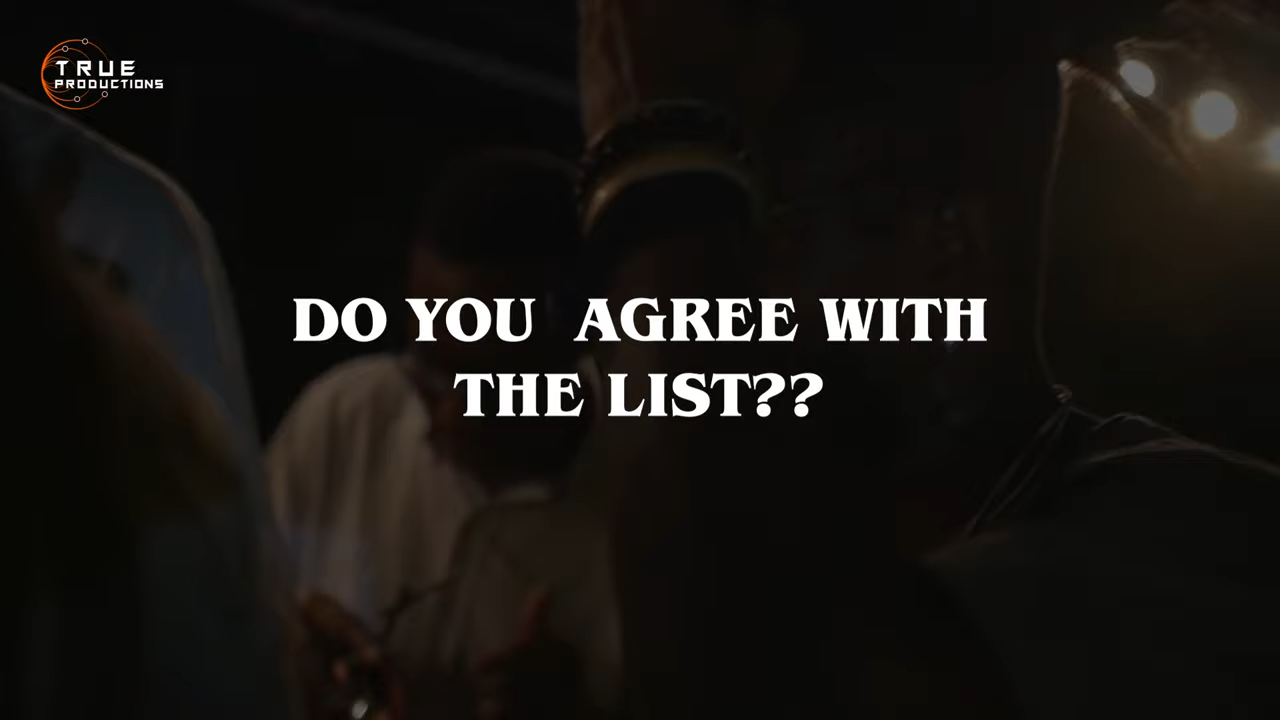 TRUE
PRODUCTIONS
DO YOU  AGREE WITH
THE LIST??